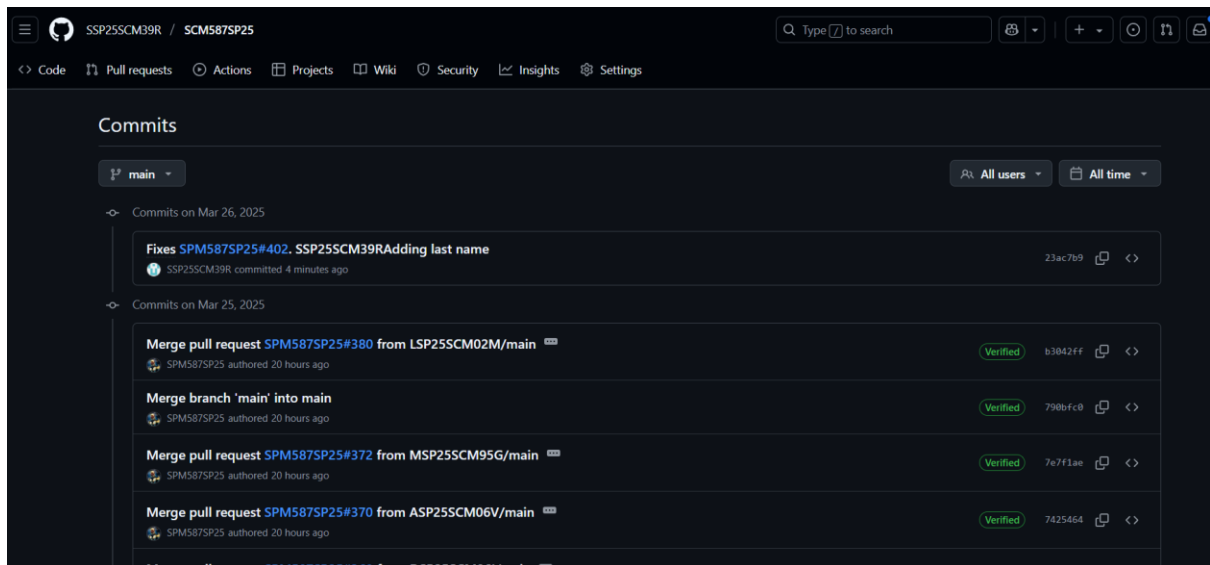 SSP25SCM39R / SCM587SP25
Type / to search
Code Pull requests Actions Projects Wiki Security Insights Settings
Commits
main
All users All time
Commits on Mar 26, 2025
Fixes SPM587SP25#402. SSP25SCM39RAdding last name
23ac7b9
SSP25SCM39R committed 4 minutes ago
Commits on Mar 25, 2025
Merge pull request SPM587SP25#380 from LSP25SCM02M/main
Verified b3042ff
SPM587SP25 authored 20 hours ago
Merge branch 'main' into main
Verified 790bfc0
SPM587SP25 authored 20 hours ago
Merge pull request SPM587SP25#372 from MSP25SCM95G/main
Verified 7e7f1ae
SPM587SP25 authored 20 hours ago
Merge pull request SPM587SP25#370 from ASP25SCM06V/main
Verified 7425464
SPM587SP25 authored 20 hours ago